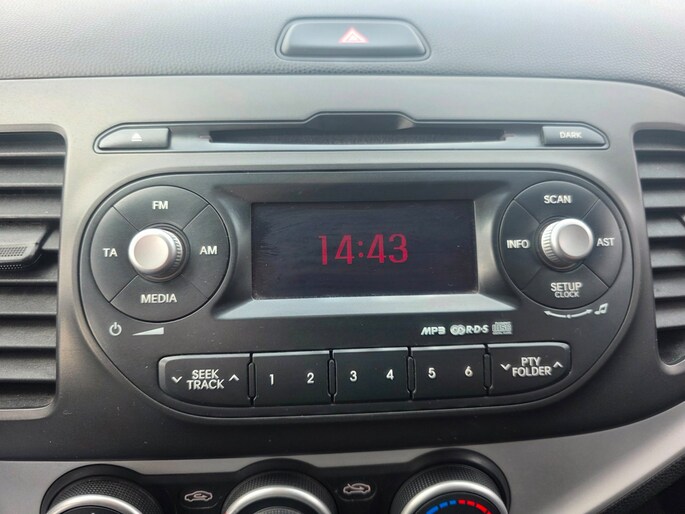 DARK
FM
SCAN
TA
AM
14:43
INFO
AST
MEDIA
SETUP
CLOCK
MP3 R·D·S
SEEK
TRACK
1 2 3 4 5 6
PTY
FOLDER